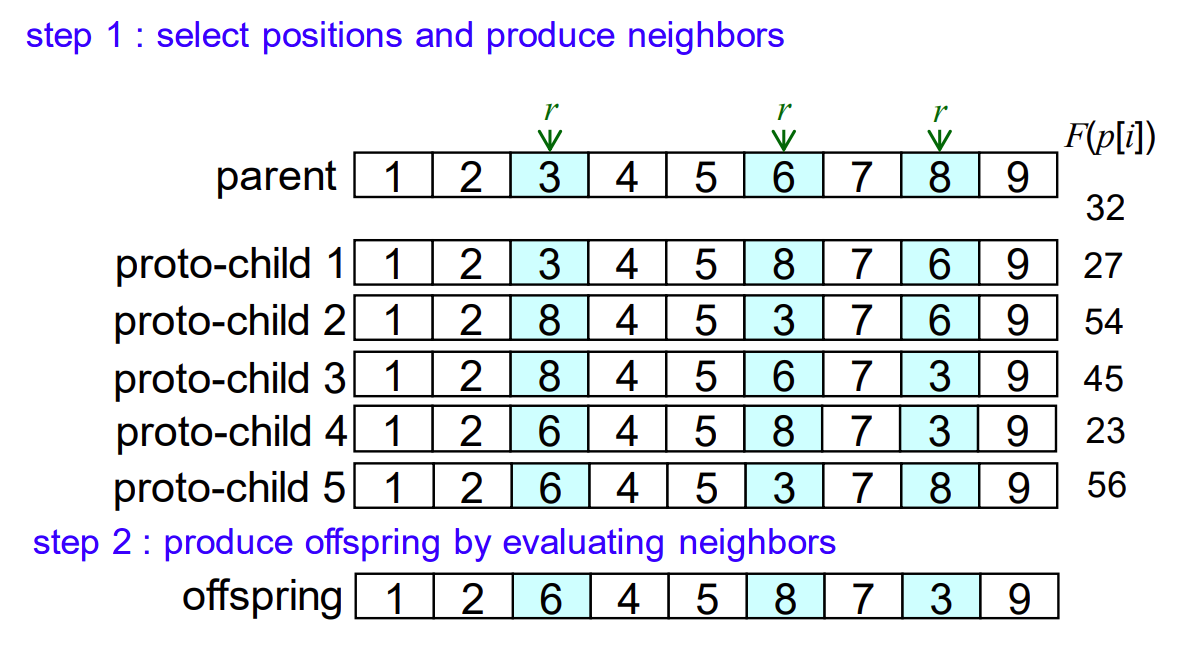 step 1 : select positions and produce neighbors
r r r
F(p[i])
parent 1 2 3 4 5 6 7 8 9
32
proto-child 1 1 2 3 4 5 8 7 6 9 27
proto-child 2 1 2 8 4 5 3 7 6 9 54
proto-child 3 1 2 8 4 5 6 7 3 9 45
proto-child 4 1 2 6 4 5 8 7 3 9 23
proto-child 5 1 2 6 4 5 3 7 8 9 56
step 2 : produce offspring by evaluating neighbors
offspring 1 2 6 4 5 8 7 3 9